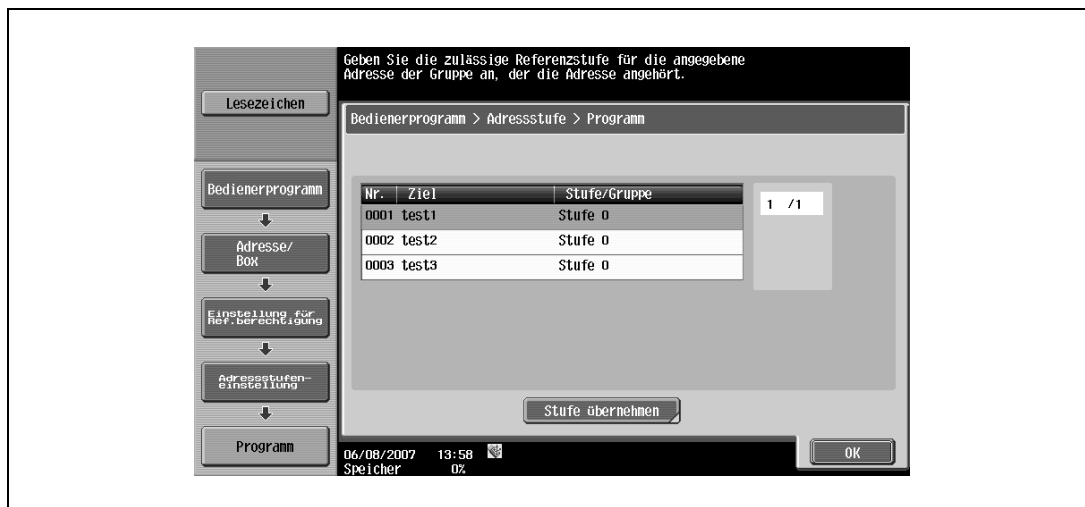 Geben Sie die zulässige Referenzstufe für die angegebene
Adresse der Gruppe an, der die Adresse angehört.
Lesezeichen
Bedienerprogramm > Adressstufe > Programm
Bedienerprogramm
Adresse/
Box
Einstellung für
Ref.berechtigung
Adressstufen-
einstellung
Programm
Nr. Ziel Stufe/Gruppe
0001 test1 Stufe 0
0002 test2 Stufe 0
0003 test3 Stufe 0
1 /1
Stufe übernehmen
OK
06/08/2007 13:58
Speicher 0%